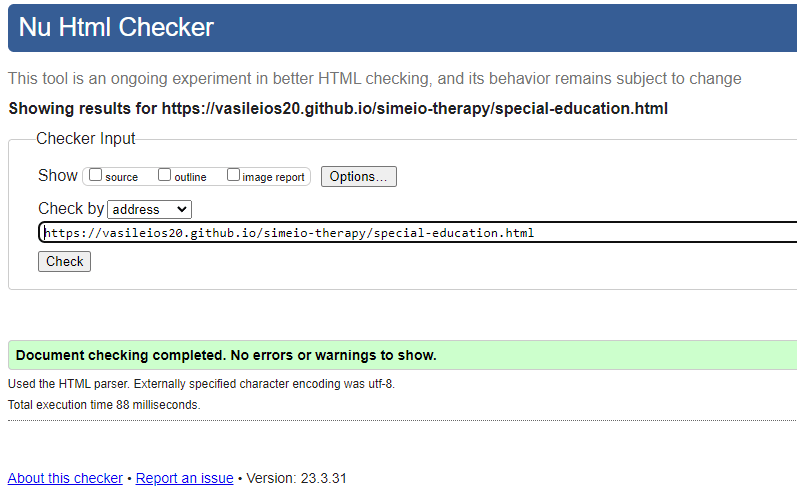 Nu Html Checker
This tool is an ongoing experiment in better HTML checking, and its behavior remains subject to change
Showing results for https://vasileios20.github.io/simeio-therapy/special-education.html
Checker Input
Show source outline image report Options...
Check by address
https://vasileios20.github.io/simeio-therapy/special-education.html
Check
Document checking completed. No errors or warnings to show.
Used the HTML parser. Externally specified character encoding was utf-8.
Total execution time 88 milliseconds.
About this checker • Report an issue • Version: 23.3.31